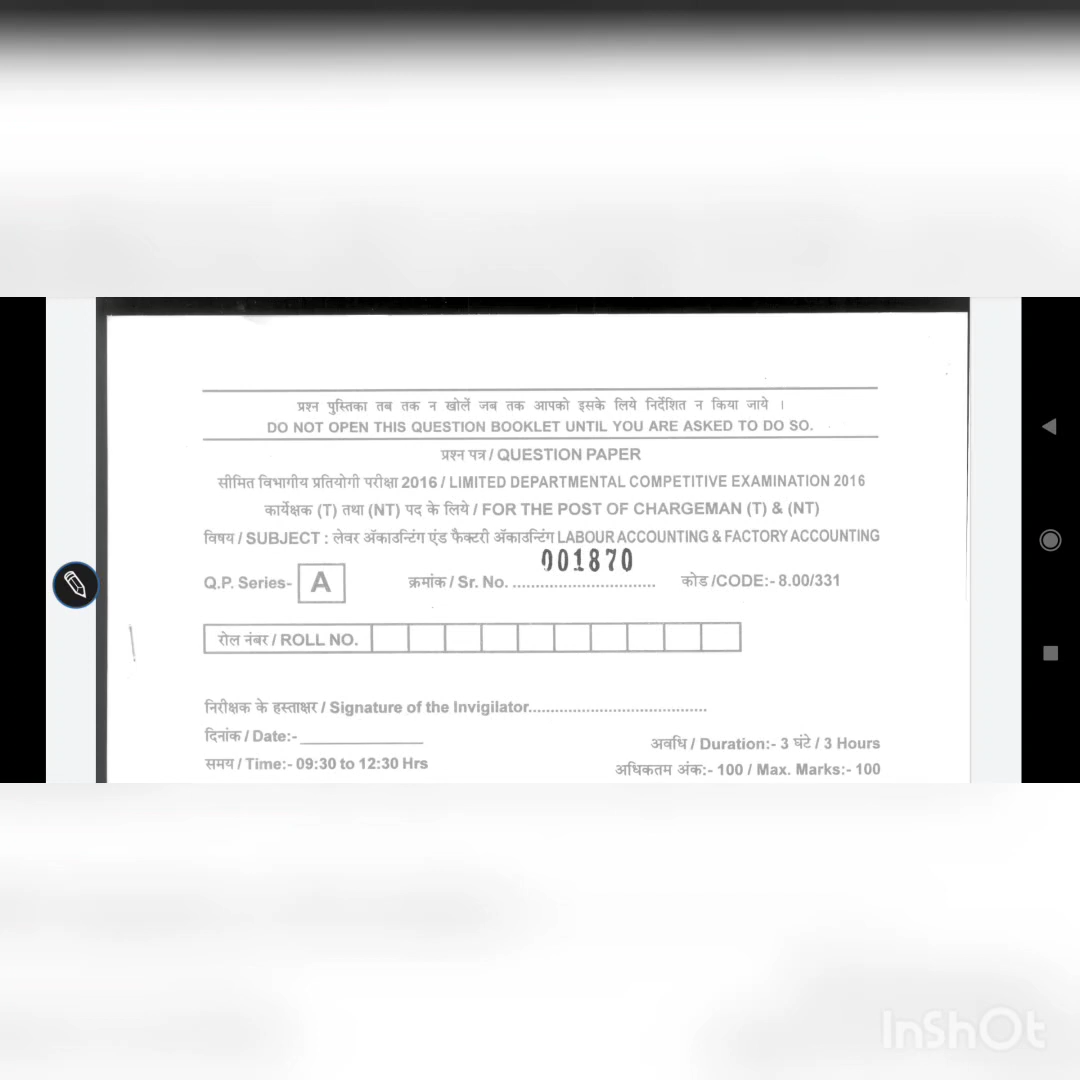 प्रश्न पुस्तिका तब तक न खोलें जब तक आपको इसके लिये निर्देशित न किया जाये ।
DO NOT OPEN THIS QUESTION BOOKLET UNTIL YOU ARE ASKED TO DO SO.
प्रश्न पत्र / QUESTION PAPER
सीमित विभागीय प्रतियोगी परीक्षा 2016 / LIMITED DEPARTMENTAL COMPETITIVE EXAMINATION 2016
कार्येक्षक (T) तथा (NT) पद के लिये / FOR THE POST OF CHARGEMAN (T) & (NT)
विषय / SUBJECT : लेवर अ‍ॅकाउन्टिंग एंड फैक्टरी अ‍ॅकाउन्टिंग LABOUR ACCOUNTING & FACTORY ACCOUNTING
Q.P. Series- A क्रमांक / Sr. No. 001870 ................................ कोड /CODE:- 8.00/331
रोल नंबर / ROLL NO.
निरीक्षक के हस्ताक्षर / Signature of the Invigilator........................................
दिनांक / Date:- ________________
अवधि / Duration:- 3 घंटे / 3 Hours
समय / Time:- 09:30 to 12:30 Hrs
अधिकतम अंक:- 100 / Max. Marks:- 100
InShOt